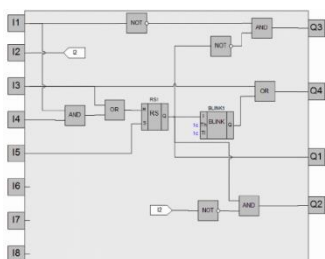 I1
NOT
AND
Q3
I2
I2
NOT
I3
OR
Q4
OR
RS1
RS
Q
BLINK1
BLINK
Q
I4
AND
I5
Q1
I6
I2
NOT
AND
Q2
I7
I8